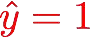 ŷ = 1